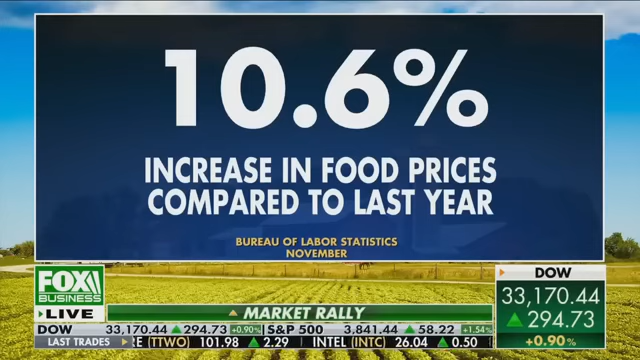 10.6%
INCREASE IN FOOD PRICES
COMPARED TO LAST YEAR
BUREAU OF LABOR STATISTICS
NOVEMBER
FOX
BUSINESS
LIVE
MARKET RALLY
DOW
33,170.44
▲ 294.73
+0.90%
DOW 33,170.44 ▲ 294.73 +0.90% S&P 500 3,841.44 ▲ 58.22 +1.54%
LAST TRADES RE (TTWO) 101.98 ▲ 2.29 INTEL (INTC) 26.04 ▲ 0.50